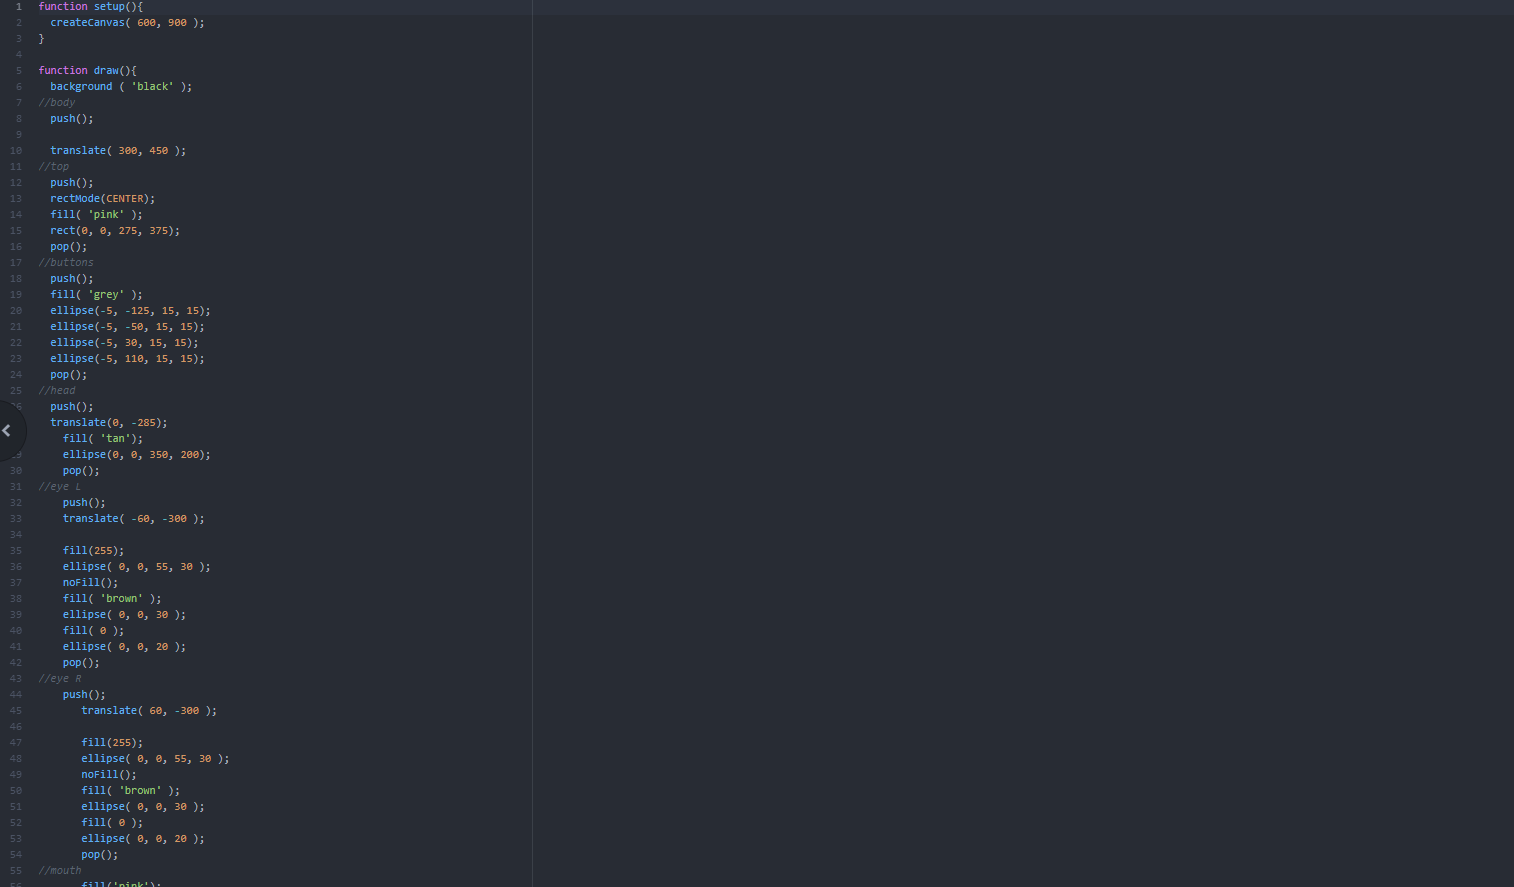 1 function setup(){
2 createCanvas( 600, 900 );
3 }
4
5 function draw(){
6 background ( 'black' );
7 //body
8 push();
9
10 translate( 300, 450 );
11 //top
12 push();
13 rectMode(CENTER);
14 fill( 'pink' );
15 rect(0, 0, 275, 375);
16 pop();
17 //buttons
18 push();
19 fill( 'grey' );
20 ellipse(-5, -125, 15, 15);
21 ellipse(-5, -50, 15, 15);
22 ellipse(-5, 30, 15, 15);
23 ellipse(-5, 110, 15, 15);
24 pop();
25 //head
push();
translate(0, -285);
fill( 'tan');
ellipse(0, 0, 350, 200);
30 pop();
31 //eye L
32 push();
33 translate( -60, -300 );
34
35 fill(255);
36 ellipse( 0, 0, 55, 30 );
37 noFill();
38 fill( 'brown' );
39 ellipse( 0, 0, 30 );
40 fill( 0 );
41 ellipse( 0, 0, 20 );
42 pop();
43 //eye R
44 push();
45 translate( 60, -300 );
46
47 fill(255);
48 ellipse( 0, 0, 55, 30 );
49 noFill();
50 fill( 'brown' );
51 ellipse( 0, 0, 30 );
52 fill( 0 );
53 ellipse( 0, 0, 20 );
54 pop();
55 //mouth
fill('pink');